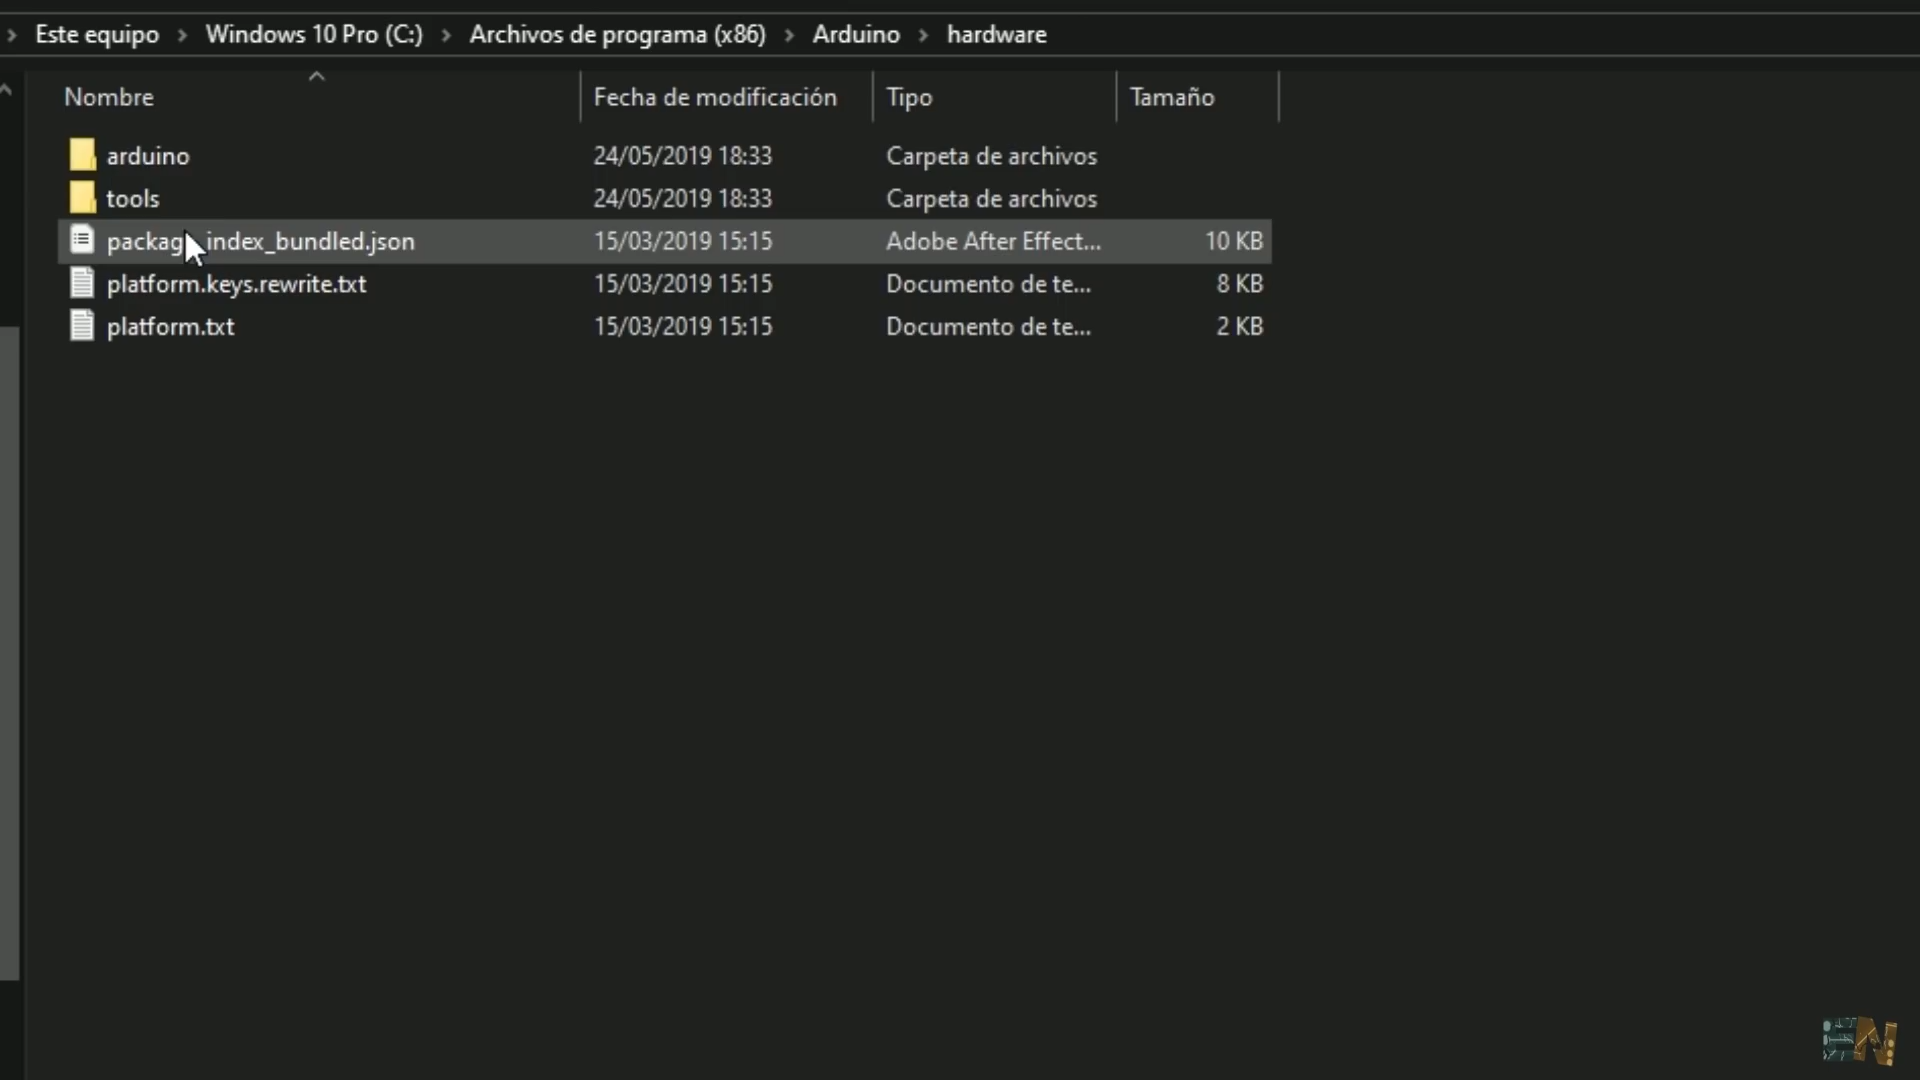 Este equipo > Windows 10 Pro (C:) > Archivos de programa (x86) > Arduino > hardware
Nombre Fecha de modificación Tipo Tamaño
arduino 24/05/2019 18:33 Carpeta de archivos
tools 24/05/2019 18:33 Carpeta de archivos
package_index_bundled.json 15/03/2019 15:15 Adobe After Effect... 10 KB
platform.keys.rewrite.txt 15/03/2019 15:15 Documento de te... 8 KB
platform.txt 15/03/2019 15:15 Documento de te... 2 KB
EN